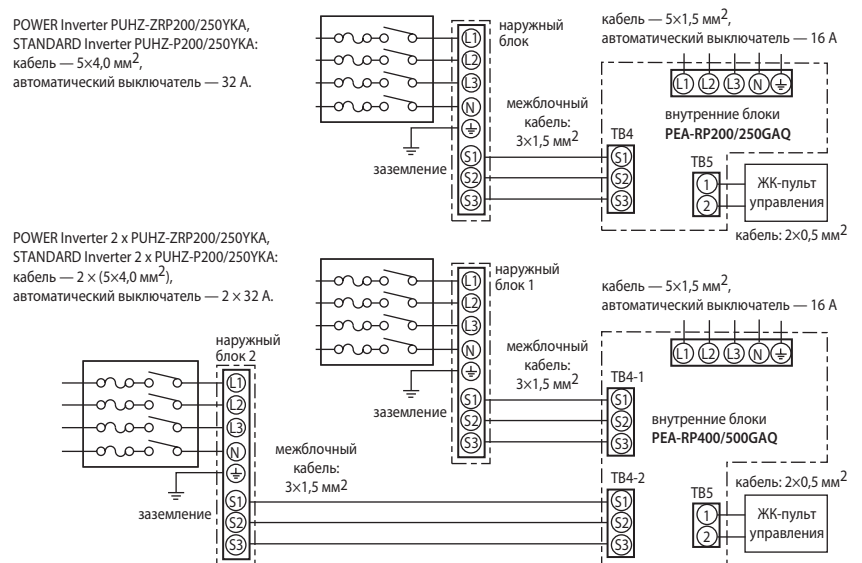 POWER Inverter PUHZ-ZRP200/250YKA,
STANDARD Inverter PUHZ-P200/250YKA:
кабель — 5×4,0 мм2,
автоматический выключатель — 32 А.
L1
L2
L3
N
S1
S2
S3
наружный
блок
заземление
межблочный
кабель:
3×1,5 мм2
кабель — 5×1,5 мм2,
автоматический выключатель — 16 А
L1 L2 L3 N
внутренние блоки
PEA-RP200/250GAQ
TB4
S1
S2
S3
TB5
1
2
ЖК-пульт
управления
кабель: 2×0,5 мм2
POWER Inverter 2 x PUHZ-ZRP200/250YKA,
STANDARD Inverter 2 x PUHZ-P200/250YKA:
кабель — 2 × (5×4,0 мм2),
автоматический выключатель — 2 × 32 А.
наружный
блок 1
L1
L2
L3
N
S1
S2
S3
заземление
межблочный
кабель:
3×1,5 мм2
кабель — 5×1,5 мм2,
автоматический выключатель — 16 А
L1 L2 L3 N
TB4-1
S1
S2
S3
внутренние блоки
PEA-RP400/500GAQ
наружный
блок 2
L1
L2
L3
N
S1
S2
S3
заземление
межблочный
кабель:
3×1,5 мм2
TB4-2
S1
S2
S3
TB5
1
2
кабель: 2×0,5 мм2
ЖК-пульт
управления